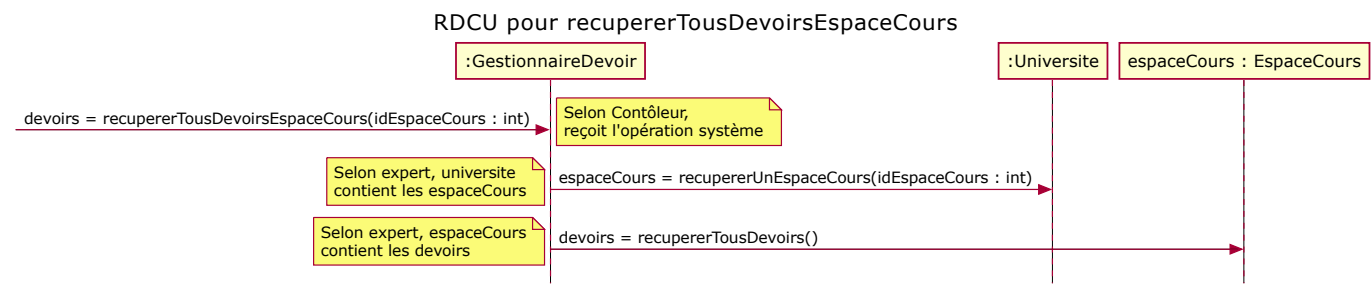 RDCU pour recupererTousDevoirsEspaceCours
:GestionnaireDevoir
:Universite
espaceCours : EspaceCours
devoirs = recupererTousDevoirsEspaceCours(idEspaceCours : int)
Selon Contôleur,
reçoit l'opération système
Selon expert, universite
contient les espaceCours
espaceCours = recupererUnEspaceCours(idEspaceCours : int)
Selon expert, espaceCours
contient les devoirs
devoirs = recupererTousDevoirs()